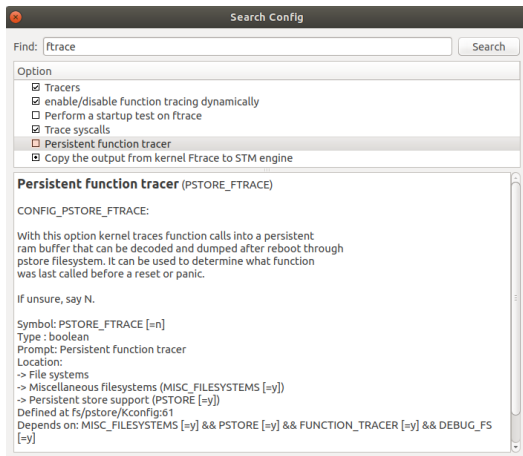 Search Config
Find: ftrace Search
Option
Tracers
enable/disable function tracing dynamically
Perform a startup test on ftrace
Trace syscalls
Persistent function tracer
Copy the output from kernel Ftrace to STM engine
Persistent function tracer (PSTORE_FTRACE)
CONFIG_PSTORE_FTRACE:
With this option kernel traces function calls into a persistent
ram buffer that can be decoded and dumped after reboot through
pstore filesystem. It can be used to determine what function
was last called before a reset or panic.
If unsure, say N.
Symbol: PSTORE_FTRACE [=n]
Type : boolean
Prompt: Persistent function tracer
Location:
-> File systems
-> Miscellaneous filesystems (MISC_FILESYSTEMS [=y])
-> Persistent store support (PSTORE [=y])
Defined at fs/pstore/Kconfig:61
Depends on: MISC_FILESYSTEMS [=y] && PSTORE [=y] && FUNCTION_TRACER [=y] && DEBUG_FS
[=y]